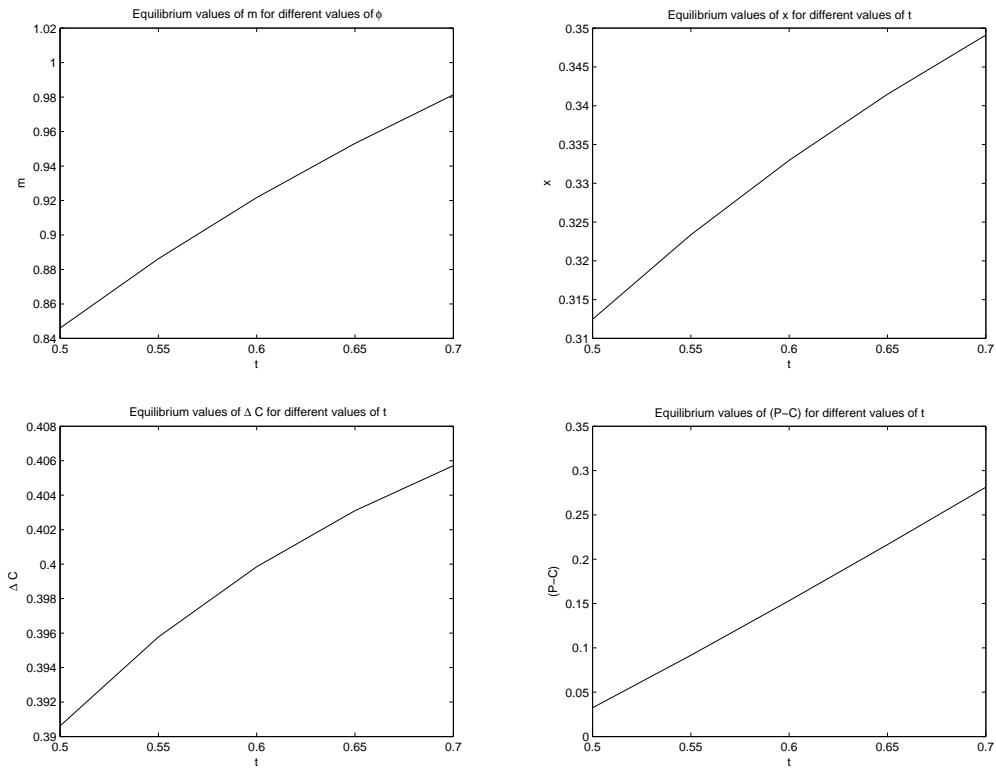 Equilibrium values of m for different values of ϕ
1.02
1
0.98
0.96
0.94
0.92
0.9
0.88
0.86
0.84
m
0.5 0.55 0.6 0.65 0.7
t
Equilibrium values of x for different values of t
0.35
0.345
0.34
0.335
0.33
0.325
0.32
0.315
0.31
x
0.5 0.55 0.6 0.65 0.7
t
Equilibrium values of Δ C for different values of t
0.408
0.406
0.404
0.402
0.4
0.398
0.396
0.394
0.392
0.39
Δ C
0.5 0.55 0.6 0.65 0.7
t
Equilibrium values of (P−C) for different values of t
0.35
0.3
0.25
0.2
0.15
0.1
0.05
0
(P−C)
0.5 0.55 0.6 0.65 0.7
t